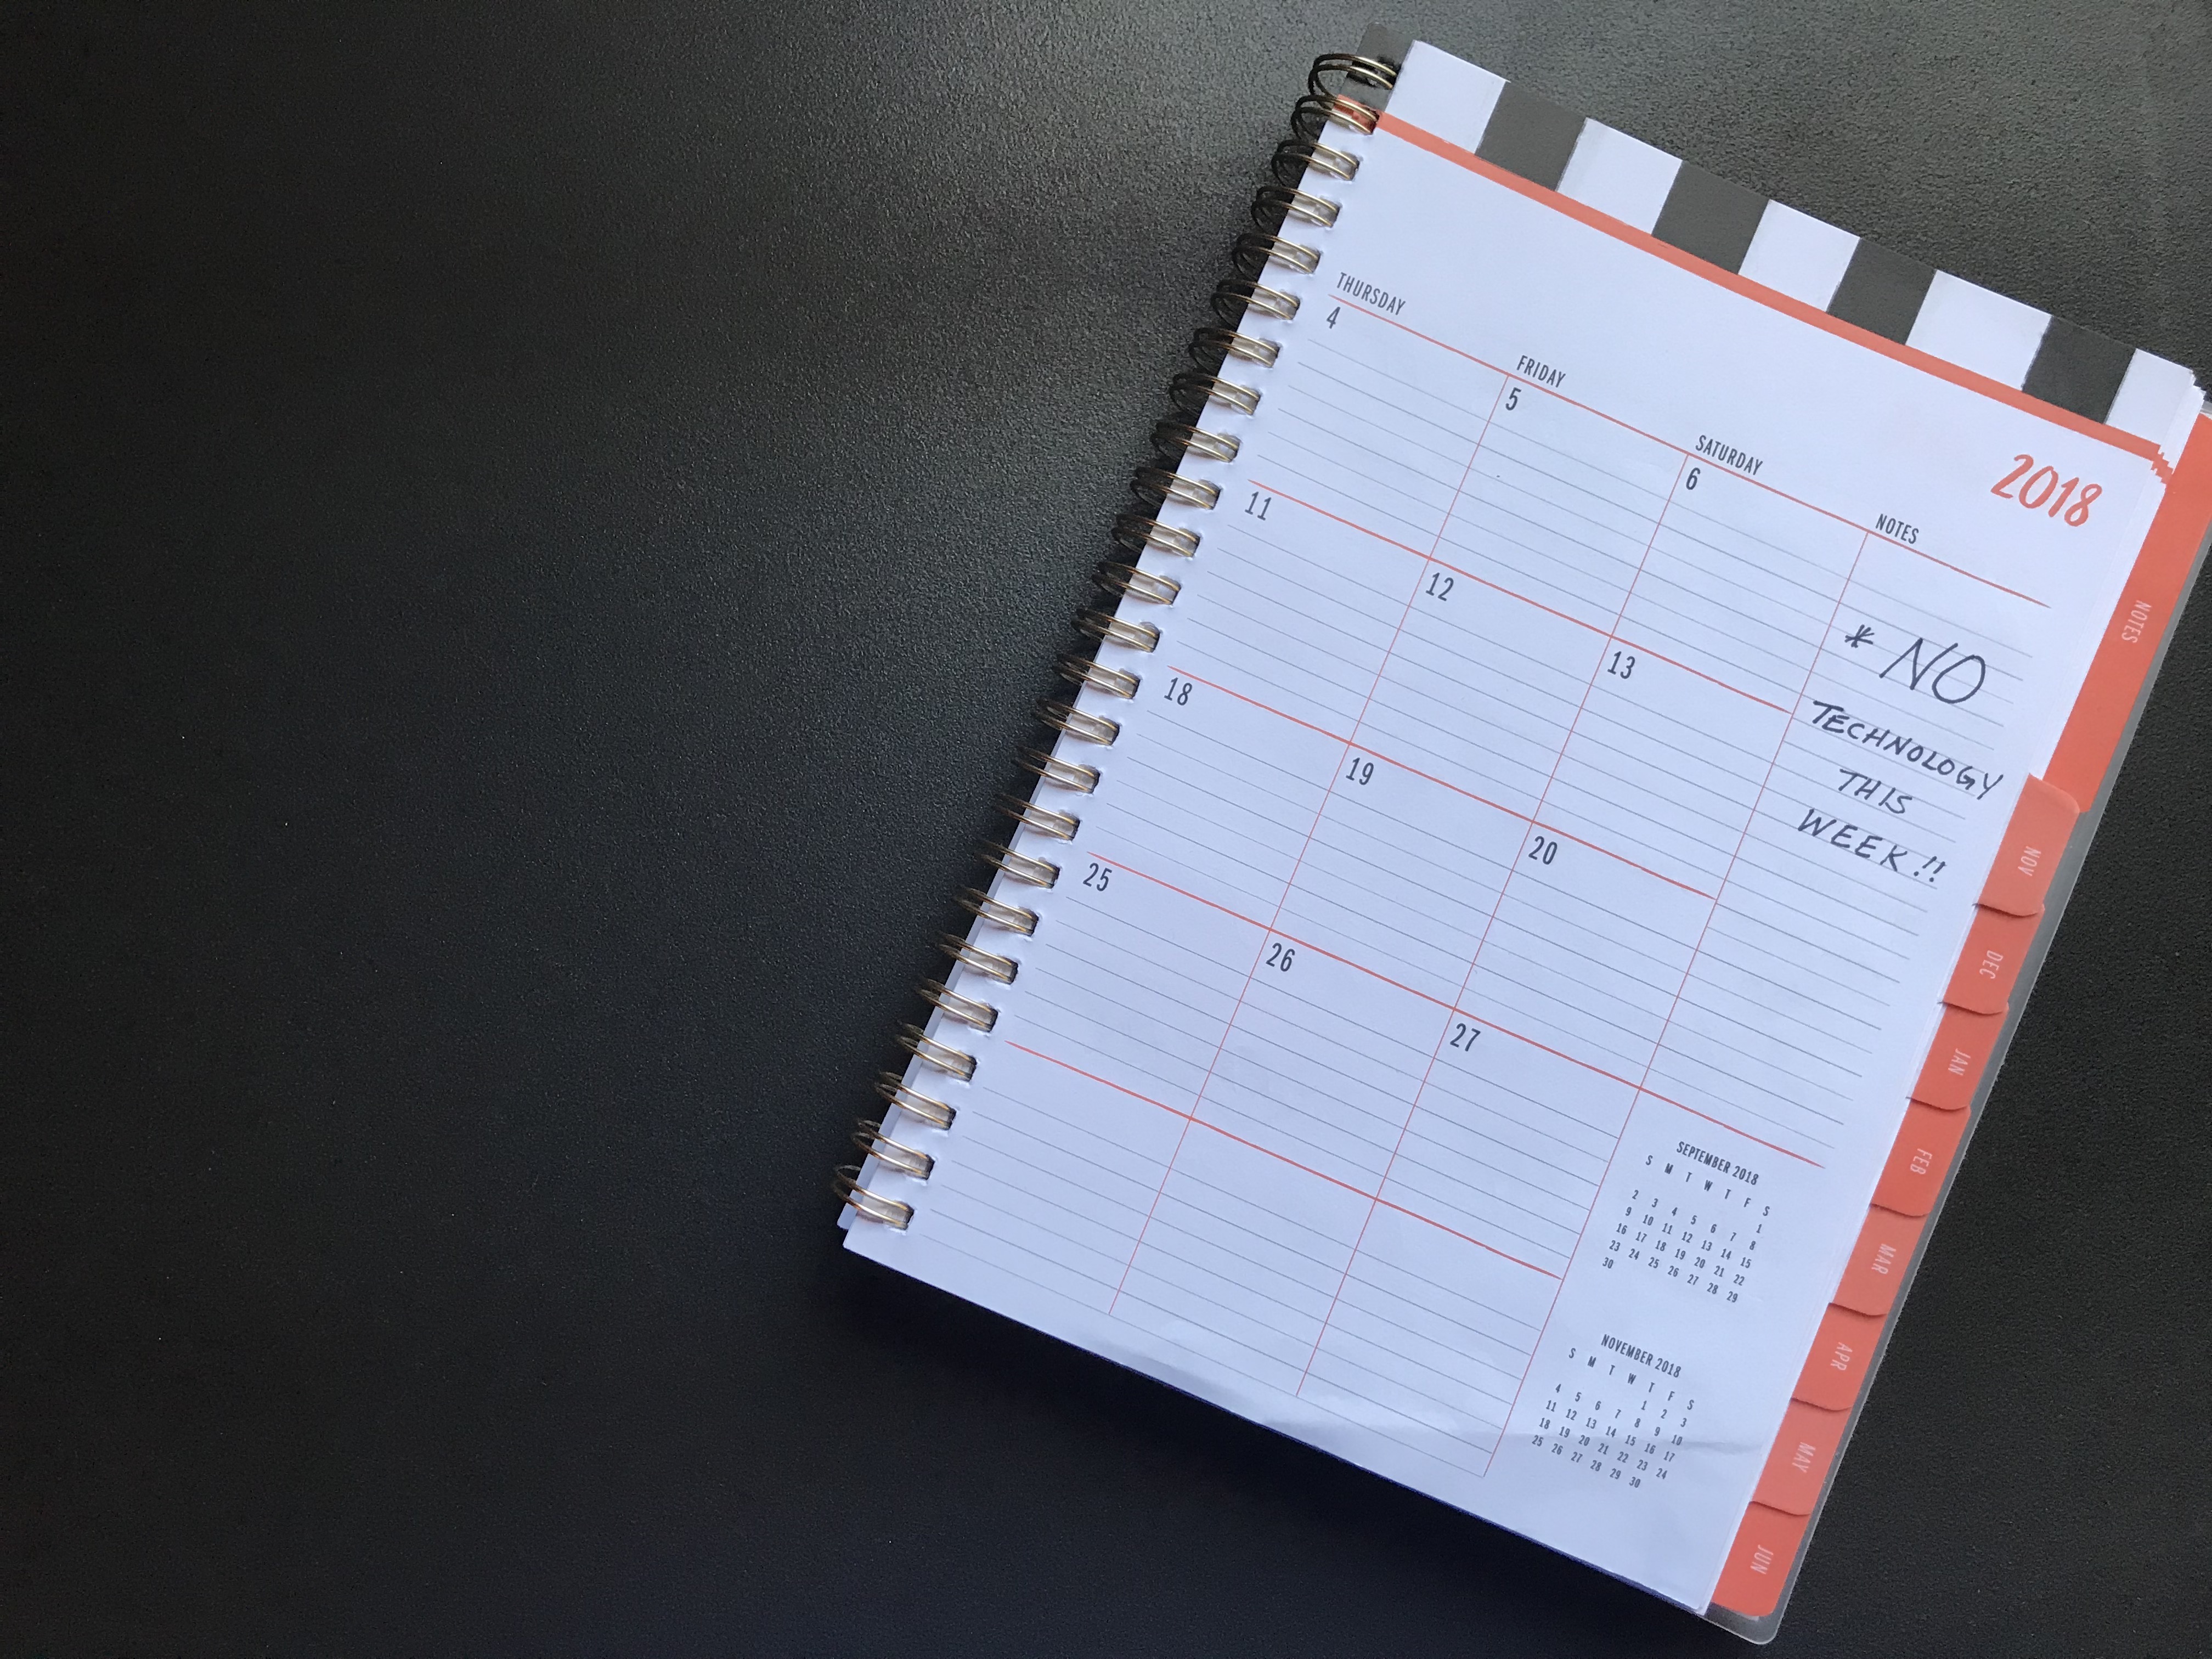 2018
THURSDAY FRIDAY SATURDAY NOTES
4 5 6
11 12 13
18 19 20
25 26 27
* NO
TECHNOLOGY
THIS
WEEK!!
SEPTEMBER 2018
S M T W T F S
1
2 3 4 5 6 7 8
9 10 11 12 13 14 15
16 17 18 19 20 21 22
23 24 25 26 27 28 29
30
NOVEMBER 2018
S M T W T F S
1 2 3
4 5 6 7 8 9 10
11 12 13 14 15 16 17
18 19 20 21 22 23 24
25 26 27 28 29 30
NOTES
NOV
DEC
JAN
FEB
MAR
APR
MAY
JUN